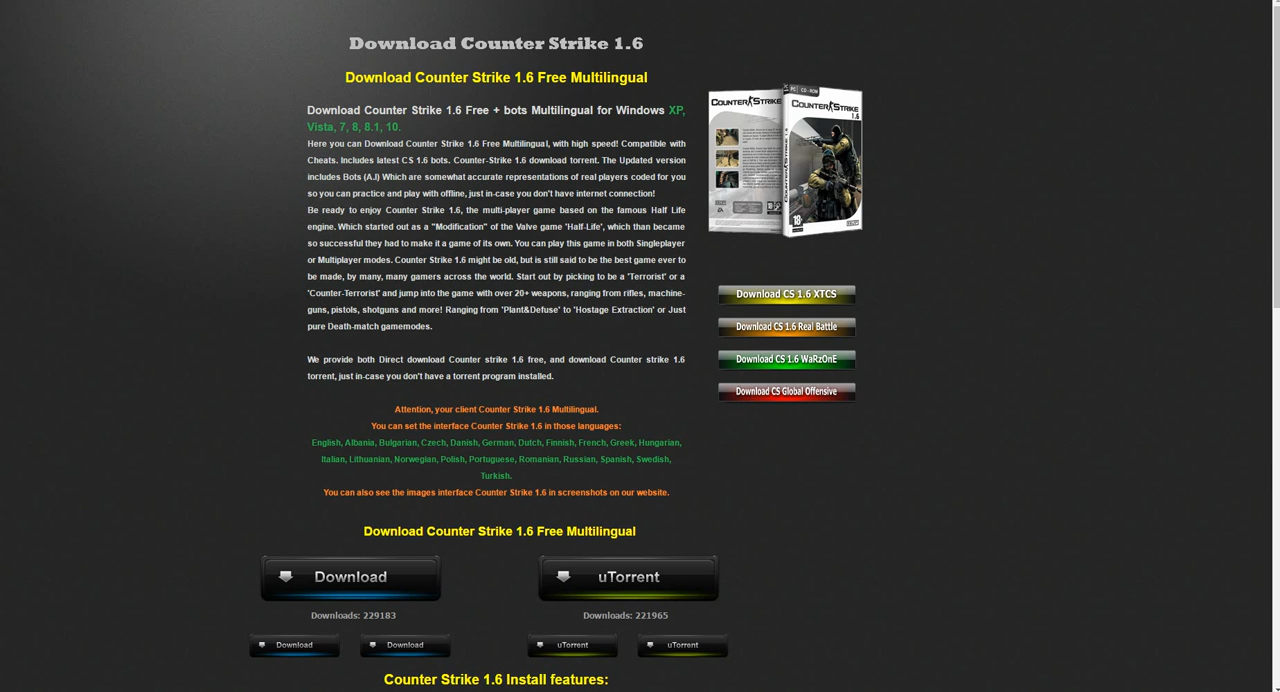 Download Counter Strike 1.6
Download Counter Strike 1.6 Free Multilingual
Download Counter Strike 1.6 Free + bots Multilingual for Windows XP,
Vista, 7, 8, 8.1, 10.
Here you can Download Counter Strike 1.6 Free Multilingual, with high speed! Compatible with
Cheats. Includes latest CS 1.6 bots. Counter-Strike 1.6 download torrent. The Updated version
includes Bots (A.I) Which are somewhat accurate representations of real players coded for you
so you can practice and play with offline, just in-case you don't have internet connection!
Be ready to enjoy Counter Strike 1.6, the multi-player game based on the famous Half Life
engine. Which started out as a "Modification" of the Valve game 'Half-Life', which than became
so successful they had to make it a game of its own. You can play this game in both Singleplayer
or Multiplayer modes. Counter Strike 1.6 might be old, but is still said to be the best game ever to
be made, by many, many gamers across the world. Start out by picking to be a 'Terrorist' or a
'Counter-Terrorist' and jump into the game with over 20+ weapons, ranging from rifles, machine-
guns, pistols, shotguns and more! Ranging from 'Plant&Defuse' to 'Hostage Extraction' or Just
pure Death-match gamemodes.
We provide both Direct download Counter strike 1.6 free, and download Counter strike 1.6
torrent, just in-case you don't have a torrent program installed.
Attention, your client Counter Strike 1.6 Multilingual.
You can set the interface Counter Strike 1.6 in those languages:
English, Albania, Bulgarian, Czech, Danish, German, Dutch, Finnish, French, Greek, Hungarian,
Italian, Lithuanian, Norwegian, Polish, Portuguese, Romanian, Russian, Spanish, Swedish,
Turkish.
You can also see the images interface Counter Strike 1.6 in screenshots on our website.
PC CD-ROM
COUNTER STRIKE
COUNTER STRIKE
1.6
COUNTER STRIKE 1.6
18
Download CS 1.6 XTCS
Download CS 1.6 Real Battle
Download CS 1.6 WaRzOnE
Download CS Global Offensive
Download Counter Strike 1.6 Free Multilingual
Download
uTorrent
Downloads: 229183
Downloads: 221965
Download
Download
uTorrent
uTorrent
Counter Strike 1.6 Install features: